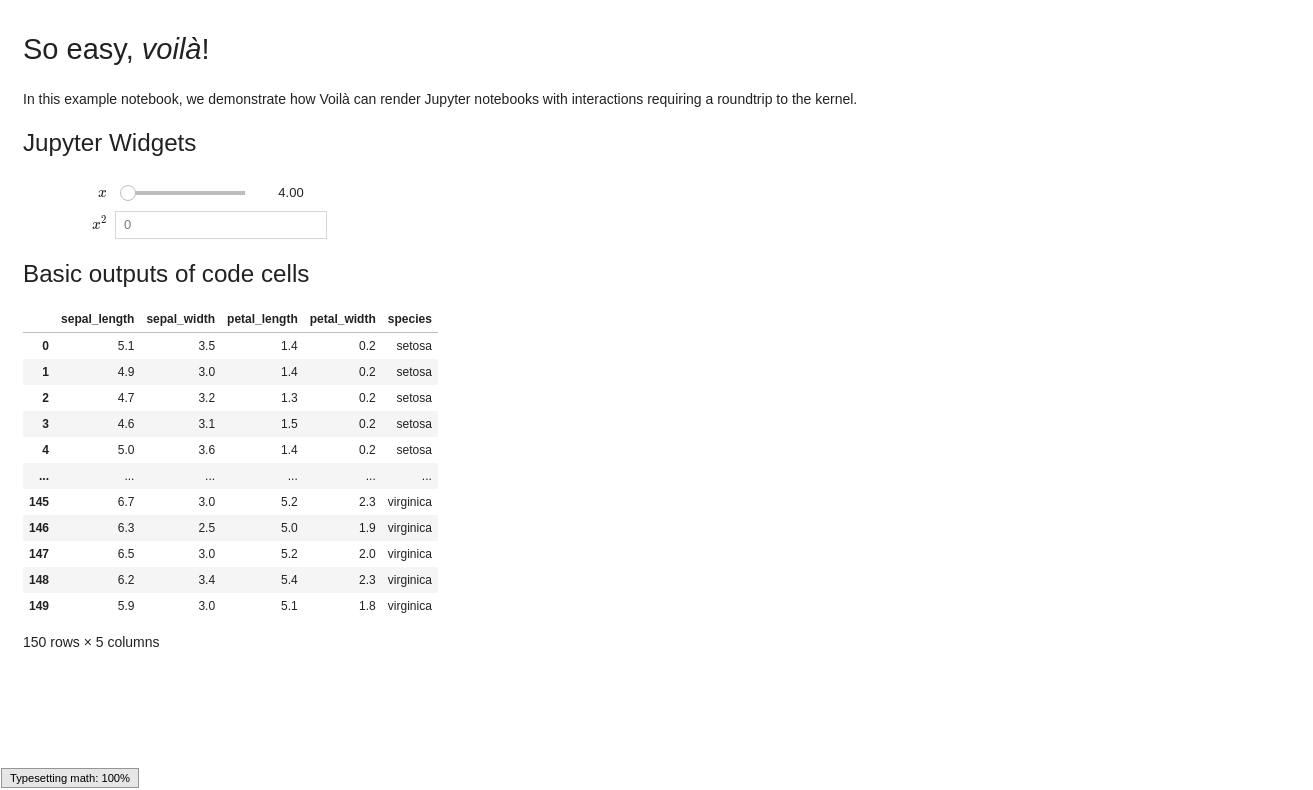 So easy, voilà!
In this example notebook, we demonstrate how Voilà can render Jupyter notebooks with interactions requiring a roundtrip to the kernel.
Jupyter Widgets
x 4.00
x² 0
Basic outputs of code cells
sepal_length sepal_width petal_length petal_width species
0 5.1 3.5 1.4 0.2 setosa
1 4.9 3.0 1.4 0.2 setosa
2 4.7 3.2 1.3 0.2 setosa
3 4.6 3.1 1.5 0.2 setosa
4 5.0 3.6 1.4 0.2 setosa
... ... ... ... ... ...
145 6.7 3.0 5.2 2.3 virginica
146 6.3 2.5 5.0 1.9 virginica
147 6.5 3.0 5.2 2.0 virginica
148 6.2 3.4 5.4 2.3 virginica
149 5.9 3.0 5.1 1.8 virginica
150 rows × 5 columns
Typesetting math: 100%